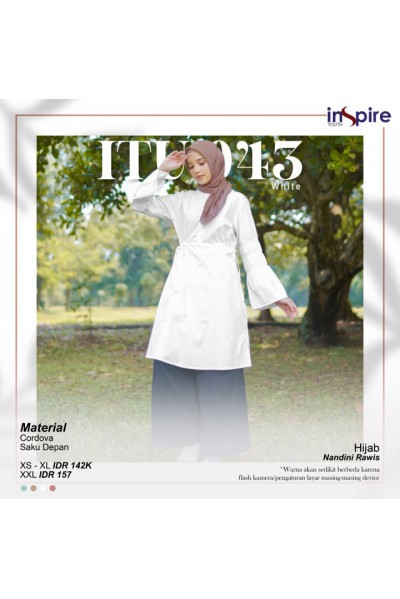 inspire
YOUTH
ITU 043
White
Material
Cordova
Saku Depan
XS - XL IDR 142K
XXL IDR 157
Hijab
Nandini Rawis
*Warna akan sedikit berbeda karena
flash kamera/pengaturan layar masing-masing device